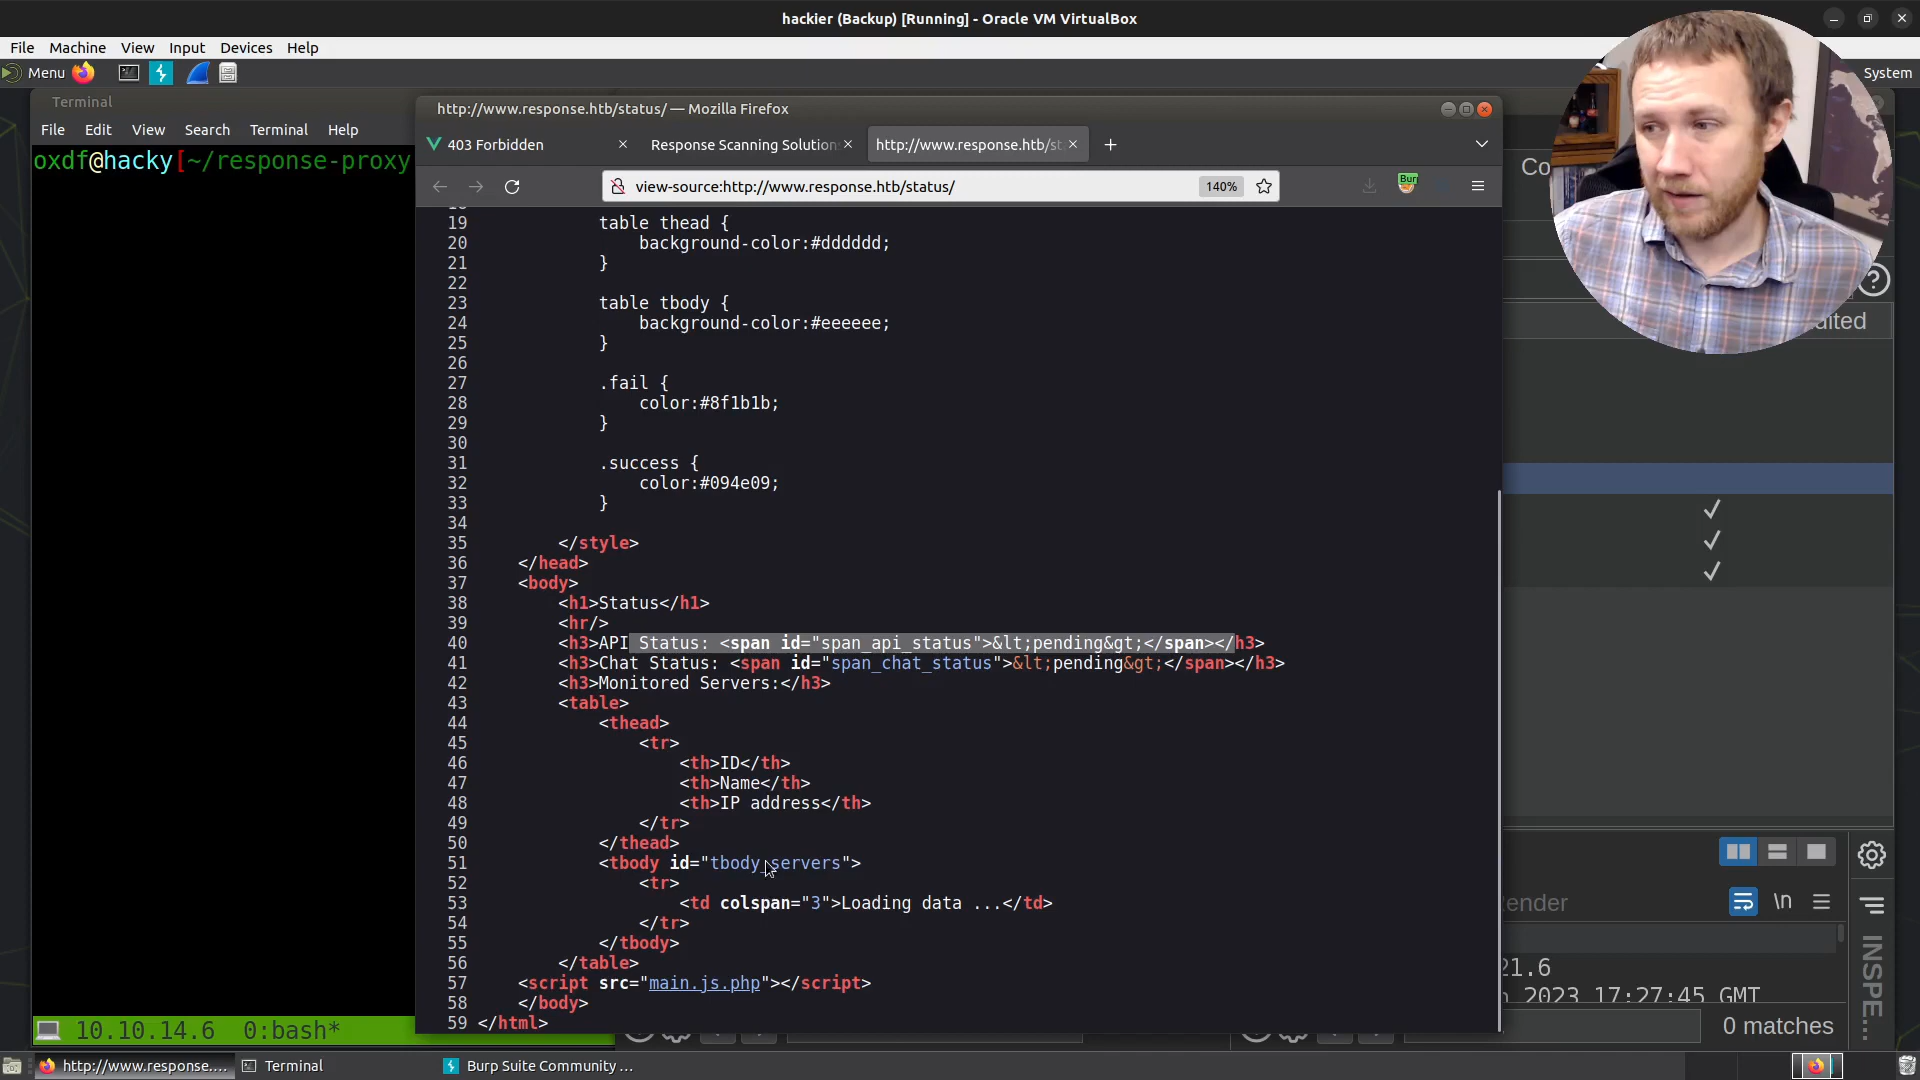 hackier (Backup) [Running] - Oracle VM VirtualBox
File Machine View Input Devices Help
Menu
System
Terminal
File Edit View Search Terminal Help
oxdf@hacky[~/response-proxy
http://www.response.htb/status/ — Mozilla Firefox
403 Forbidden
Response Scanning Solution
http://www.response.htb/st
view-source:http://www.response.htb/status/
140%
Burp
Co
19 table thead {
20 background-color:#dddddd;
21 }
22
23 table tbody {
24 background-color:#eeeeee;
25 }
26
27 .fail {
28 color:#8f1b1b;
29 }
30
31 .success {
32 color:#094e09;
33 }
34
35 </style>
36 </head>
37 <body>
38 <h1>Status</h1>
39 <hr/>
40 <h3>API Status: <span id="span_api_status">&lt;pending&gt;</span></h3>
41 <h3>Chat Status: <span id="span_chat_status">&lt;pending&gt;</span></h3>
42 <h3>Monitored Servers:</h3>
43 <table>
44 <thead>
45 <tr>
46 <th>ID</th>
47 <th>Name</th>
48 <th>IP address</th>
49 </tr>
50 </thead>
51 <tbody id="tbody_servers">
52 <tr>
53 <td colspan="3">Loading data ...</td>
54 </tr>
55 </tbody>
56 </table>
57 <script src="main.js.php"></script>
58 </body>
59 </html>
\n
INSPE...
21.6
2023 17:27:45 GMT
0 matches
10.10.14.6 0:bash*
http://www.response....
Terminal
Burp Suite Community ...